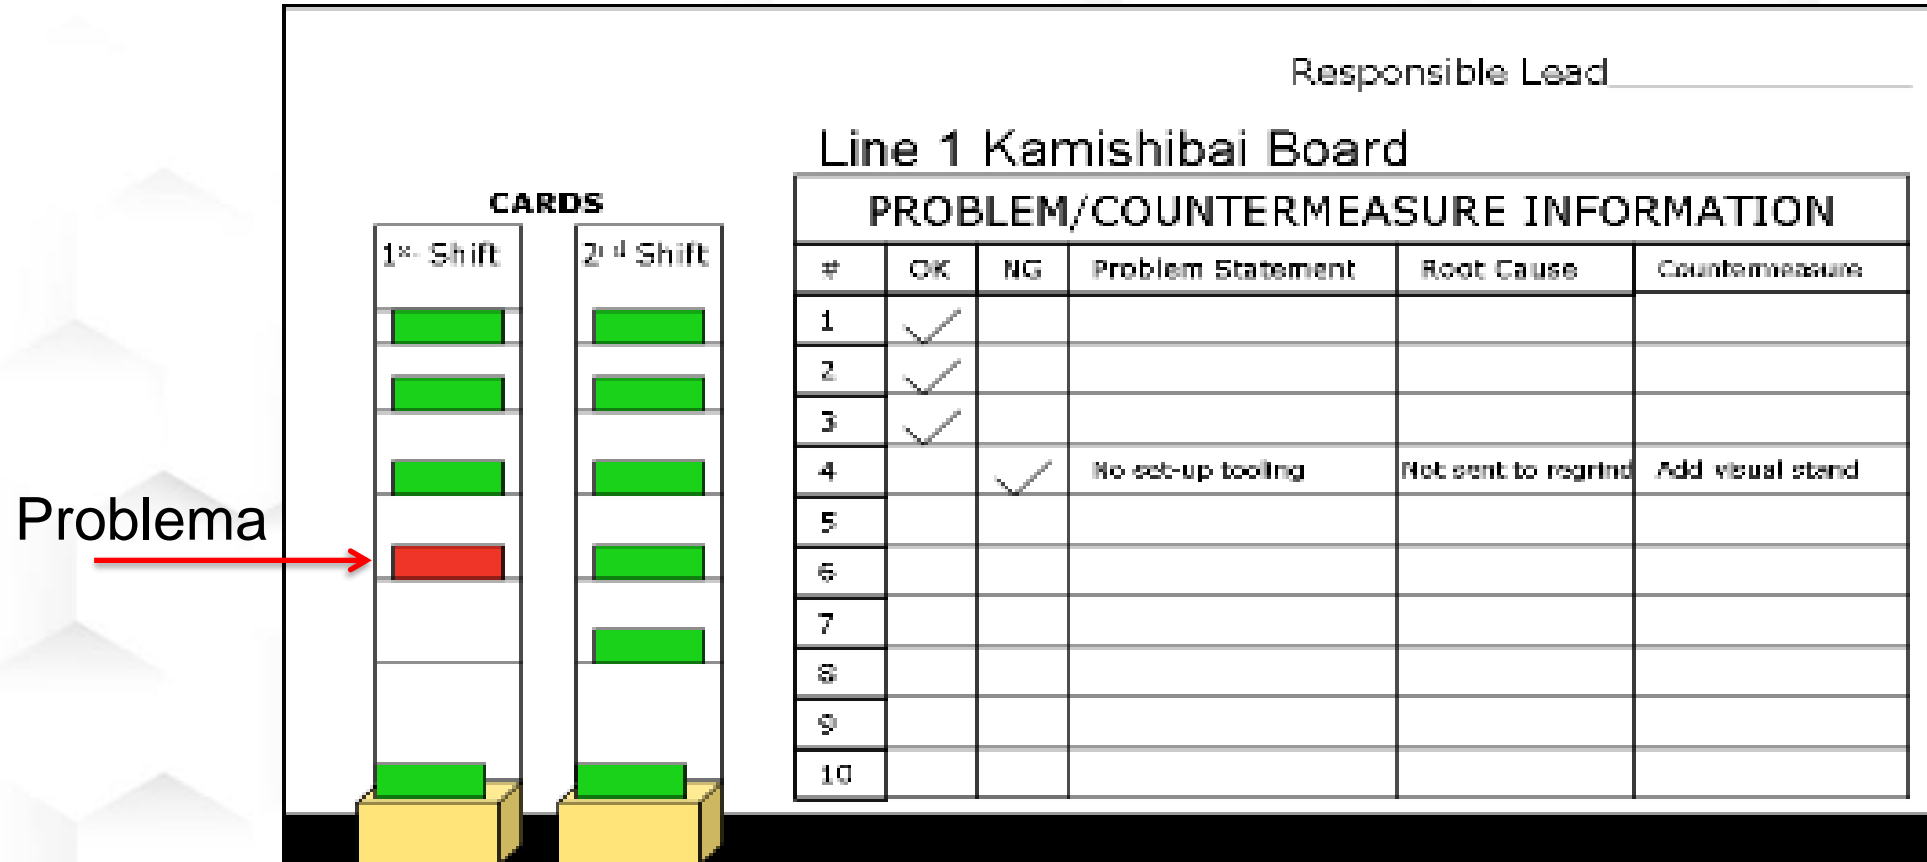 Responsible Lead
Line 1 Kamishibai Board
CARDS
1st Shift
2nd Shift
PROBLEM/COUNTERMEASURE INFORMATION
# OK NG Problem Statement Root Cause Countermeasure
1
2
3
4 No set-up tooling Not sent to regrind Add visual stand
5
6
7
8
9
10
Problema